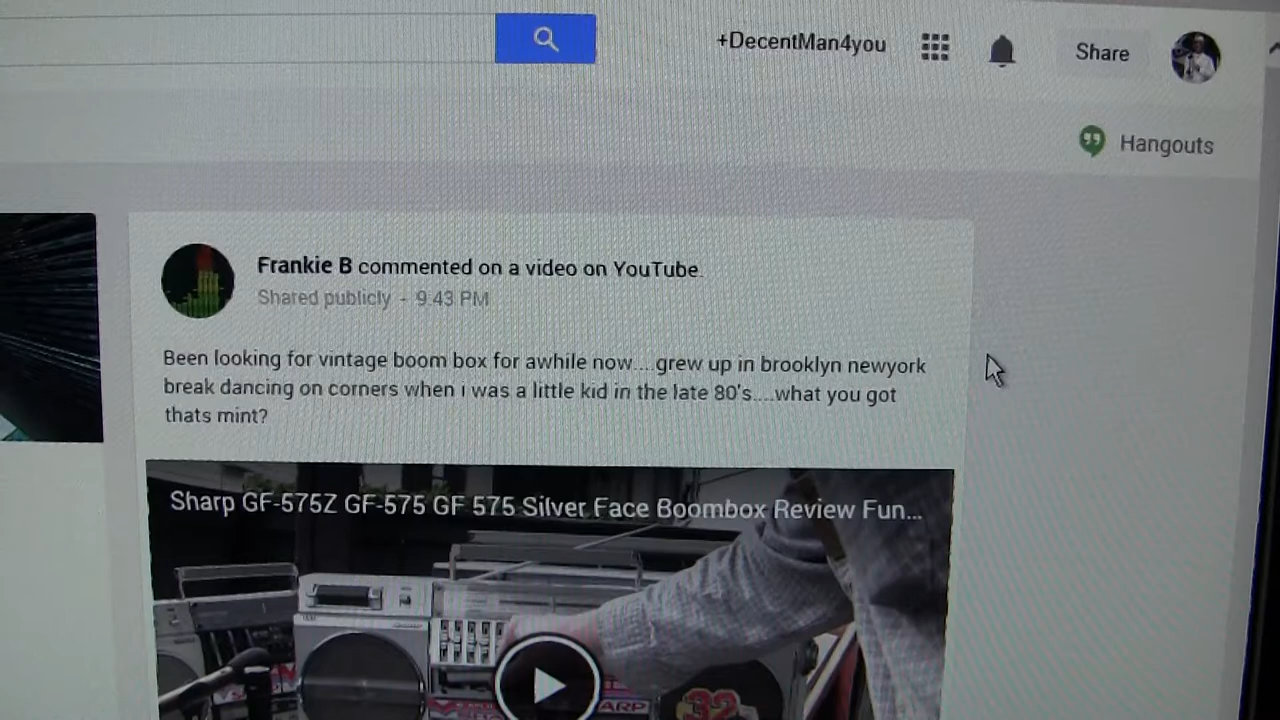 +DecentMan4you
Share
Hangouts
Frankie B commented on a video on YouTube.
Shared publicly - 9:43 PM
Been looking for vintage boom box for awhile now....grew up in brooklyn newyork
break dancing on corners when i was a little kid in the late 80's....what you got
thats mint?
Sharp GF-575Z GF-575 GF 575 Silver Face Boombox Review Fun...
32